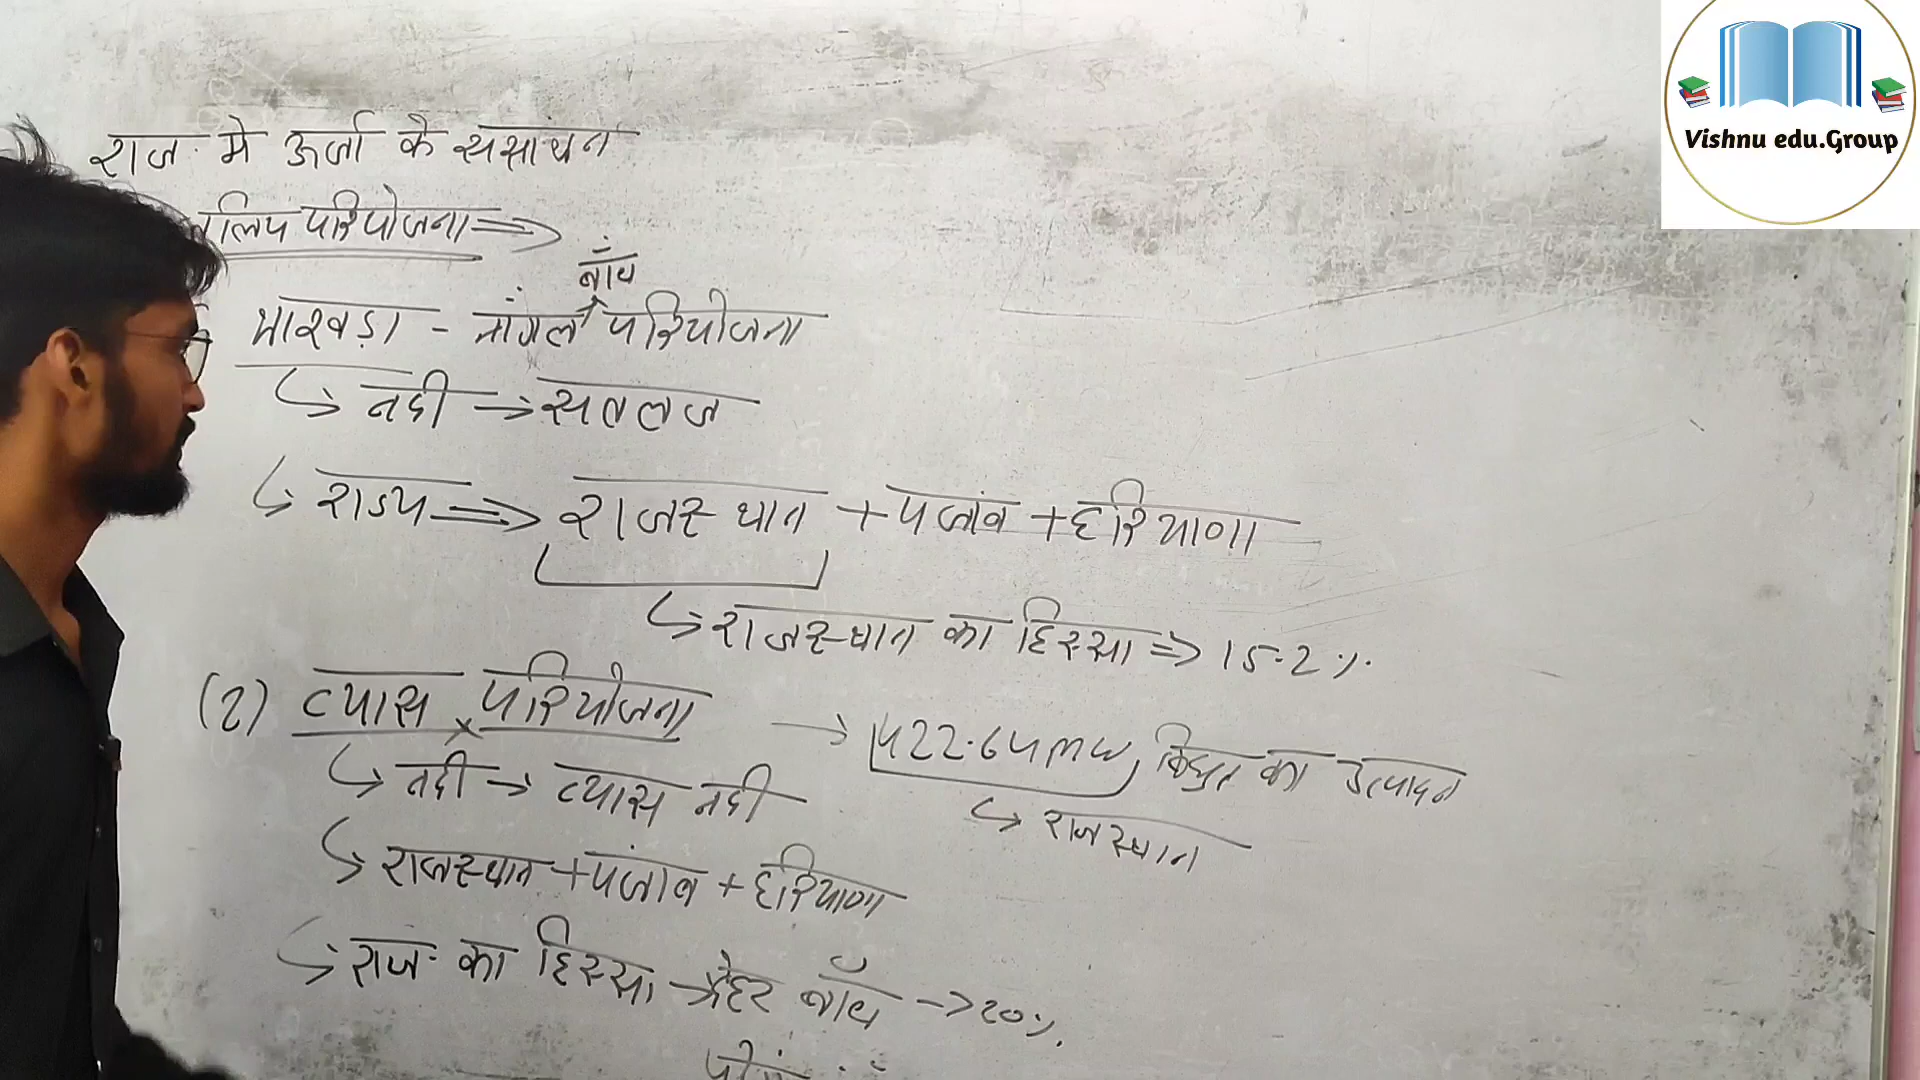 राज. मे ऊर्जा के संसाधन
परियोजना ⇒
बाँध
भाखड़ा - नांगल परियोजना
↳ नदी → सतलज
↳ राज्य ⇒ राजस्थान + पंजाब + हरियाणा
↳ राजस्थान का हिस्सा ⇒ 15.2%
(2) व्यास परियोजना
→ 422.64 MW विद्युत का उत्पादन
↳ राजस्थान
↳ नदी → व्यास नदी
↳ राजस्थान + पंजाब + हरियाणा
↳ राज. का हिस्सा → बाँध → 20%
Vishnu edu.Group